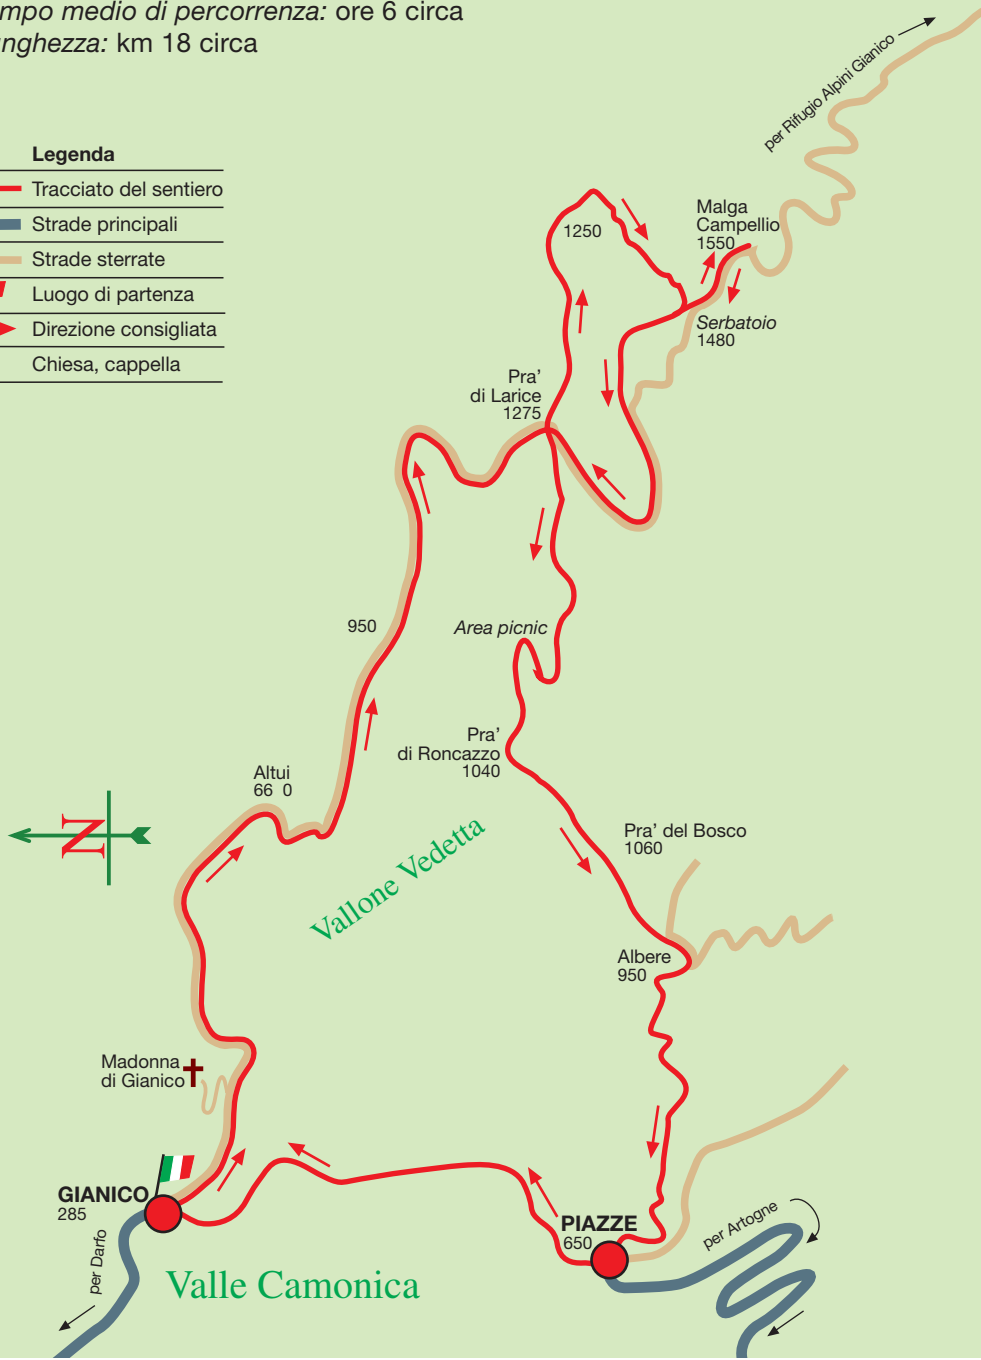 mpo medio di percorrenza: ore 6 circa
nghezza: km 18 circa
per Rifugio Alpini Gianico
Legenda
Tracciato del sentiero
Strade principali
Strade sterrate
Luogo di partenza
Direzione consigliata
Chiesa, cappella
1250
Malga
Campellio
1550
Serbatoio
1480
Pra’
di Larice
1275
950
Area picnic
Pra’
di Roncazzo
1040
Altui
66 0
N
Vallone Vedetta
Pra’ del Bosco
1060
Albere
950
Madonna
di Gianico
GIANICO
285
per Darfo
Valle Camonica
PIAZZE
650
per Artogne